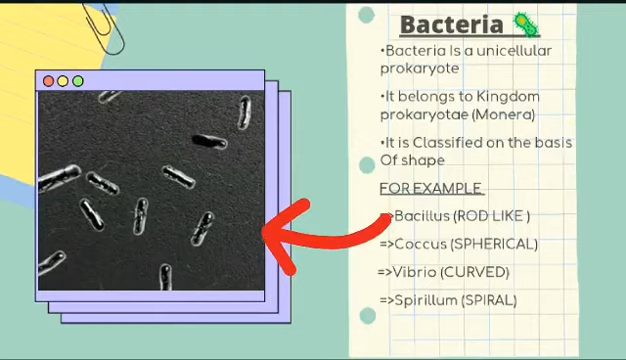 Bacteria
•Bacteria Is a unicellular
prokaryote
•It belongs to Kingdom
prokaryotae (Monera)
•It is Classified on the basis
Of shape
FOR EXAMPLE
=>Bacillus (ROD LIKE )
=>Coccus (SPHERICAL)
=>Vibrio (CURVED)
=>Spirillum (SPIRAL)